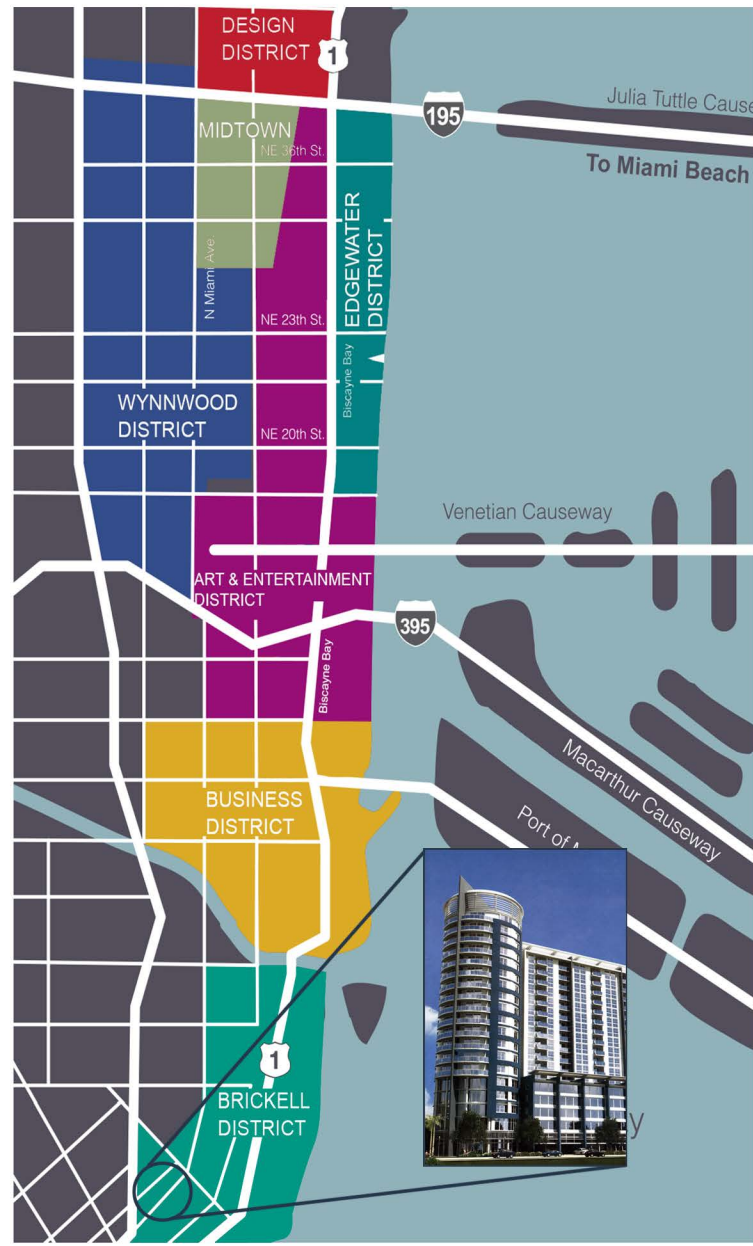 DESIGN
DISTRICT
1
195
Julia Tuttle Cause
To Miami Beach
MIDTOWN
NE 36th St.
N Miami Ave.
EDGEWATER
DISTRICT
NE 23th St.
Biscayne Bay
WYNNWOOD
DISTRICT
NE 20th St.
Venetian Causeway
ART & ENTERTAINMENT
DISTRICT
395
Biscayne Bay
Macarthur Causeway
BUSINESS
DISTRICT
Port of
1
BRICKELL
DISTRICT
y